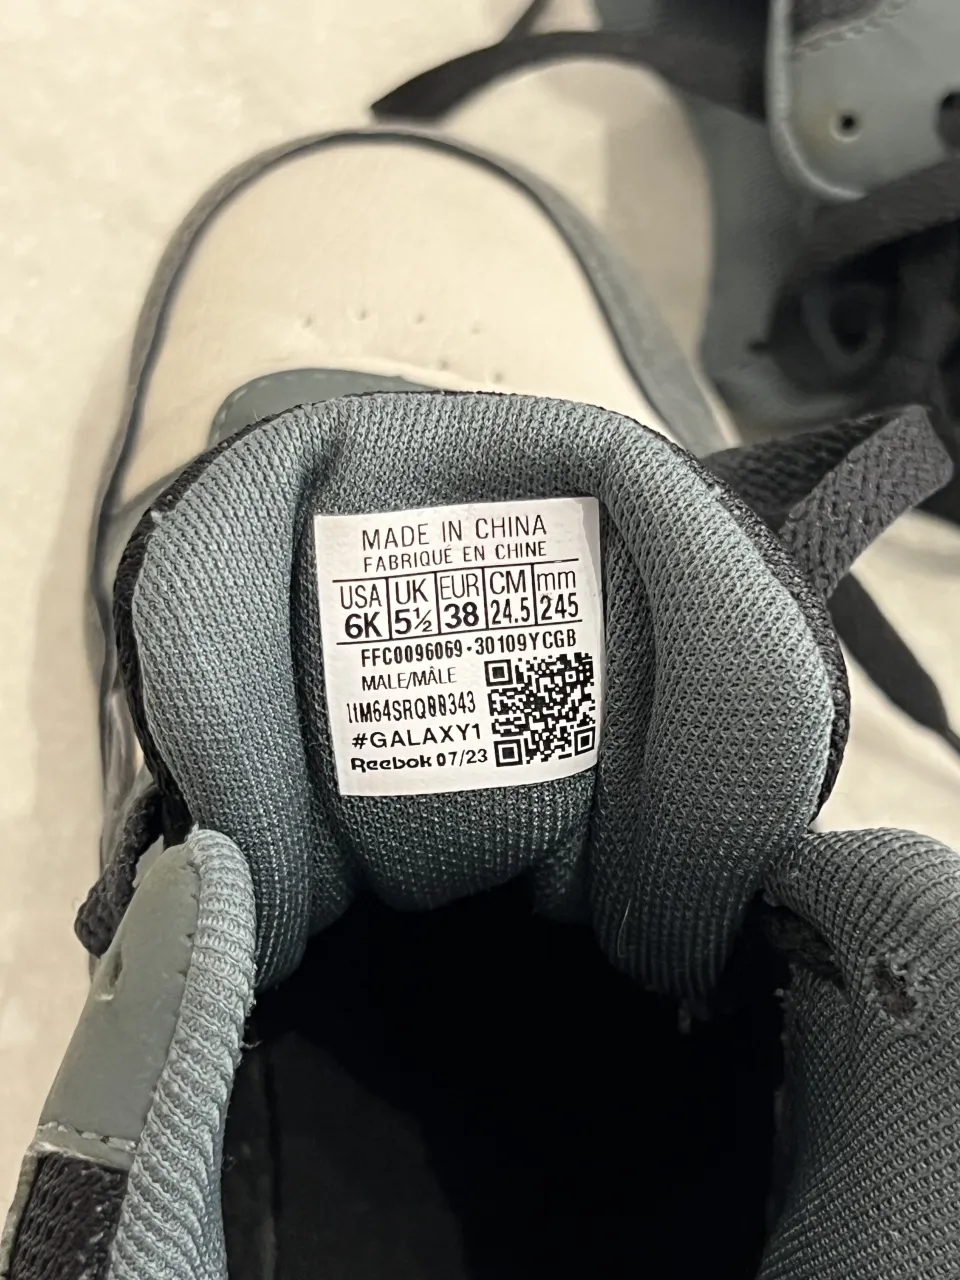 MADE IN CHINA
FABRIQUÉ EN CHINE
USA UK EUR CM mm
6K 5½ 38 24.5 245
FFC0096069-30109YCGB
MALE/MÂLE
11M64SRQ00343
#GALAXY1
Reebok 07/23